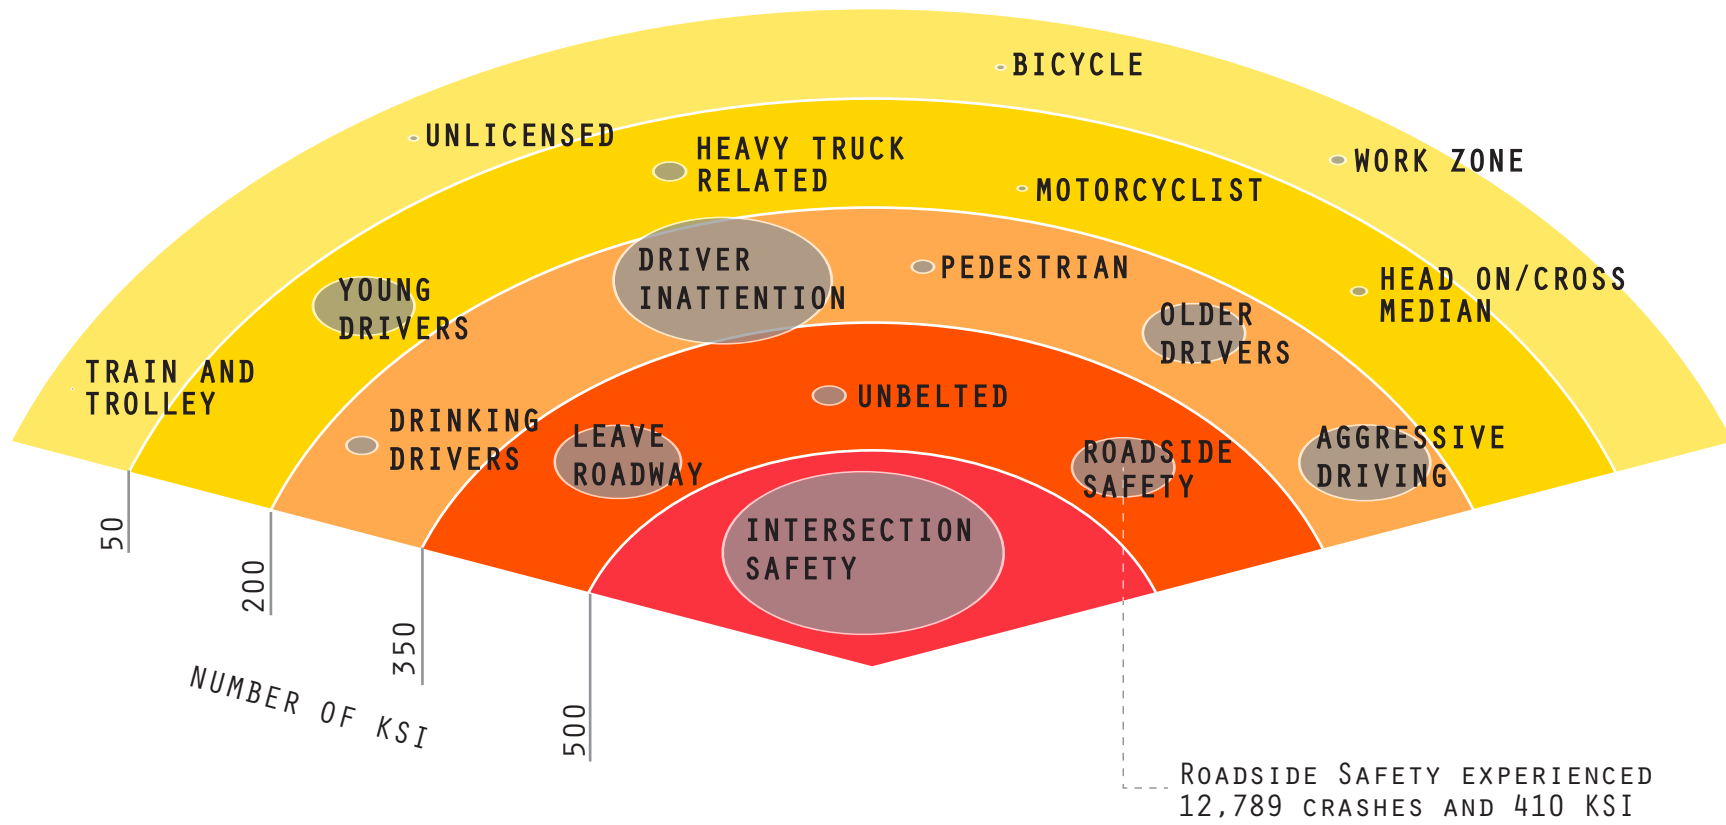 BICYCLE
UNLICENSED
HEAVY TRUCK
RELATED
WORK ZONE
MOTORCYCLIST
DRIVER
INATTENTION
PEDESTRIAN
HEAD ON/CROSS
MEDIAN
YOUNG
DRIVERS
OLDER
DRIVERS
TRAIN AND
TROLLEY
UNBELTED
DRINKING
DRIVERS
LEAVE
ROADWAY
ROADSIDE
SAFETY
AGGRESSIVE
DRIVING
INTERSECTION
SAFETY
50
200
350
500
NUMBER OF KSI
ROADSIDE SAFETY EXPERIENCED
12,789 CRASHES AND 410 KSI